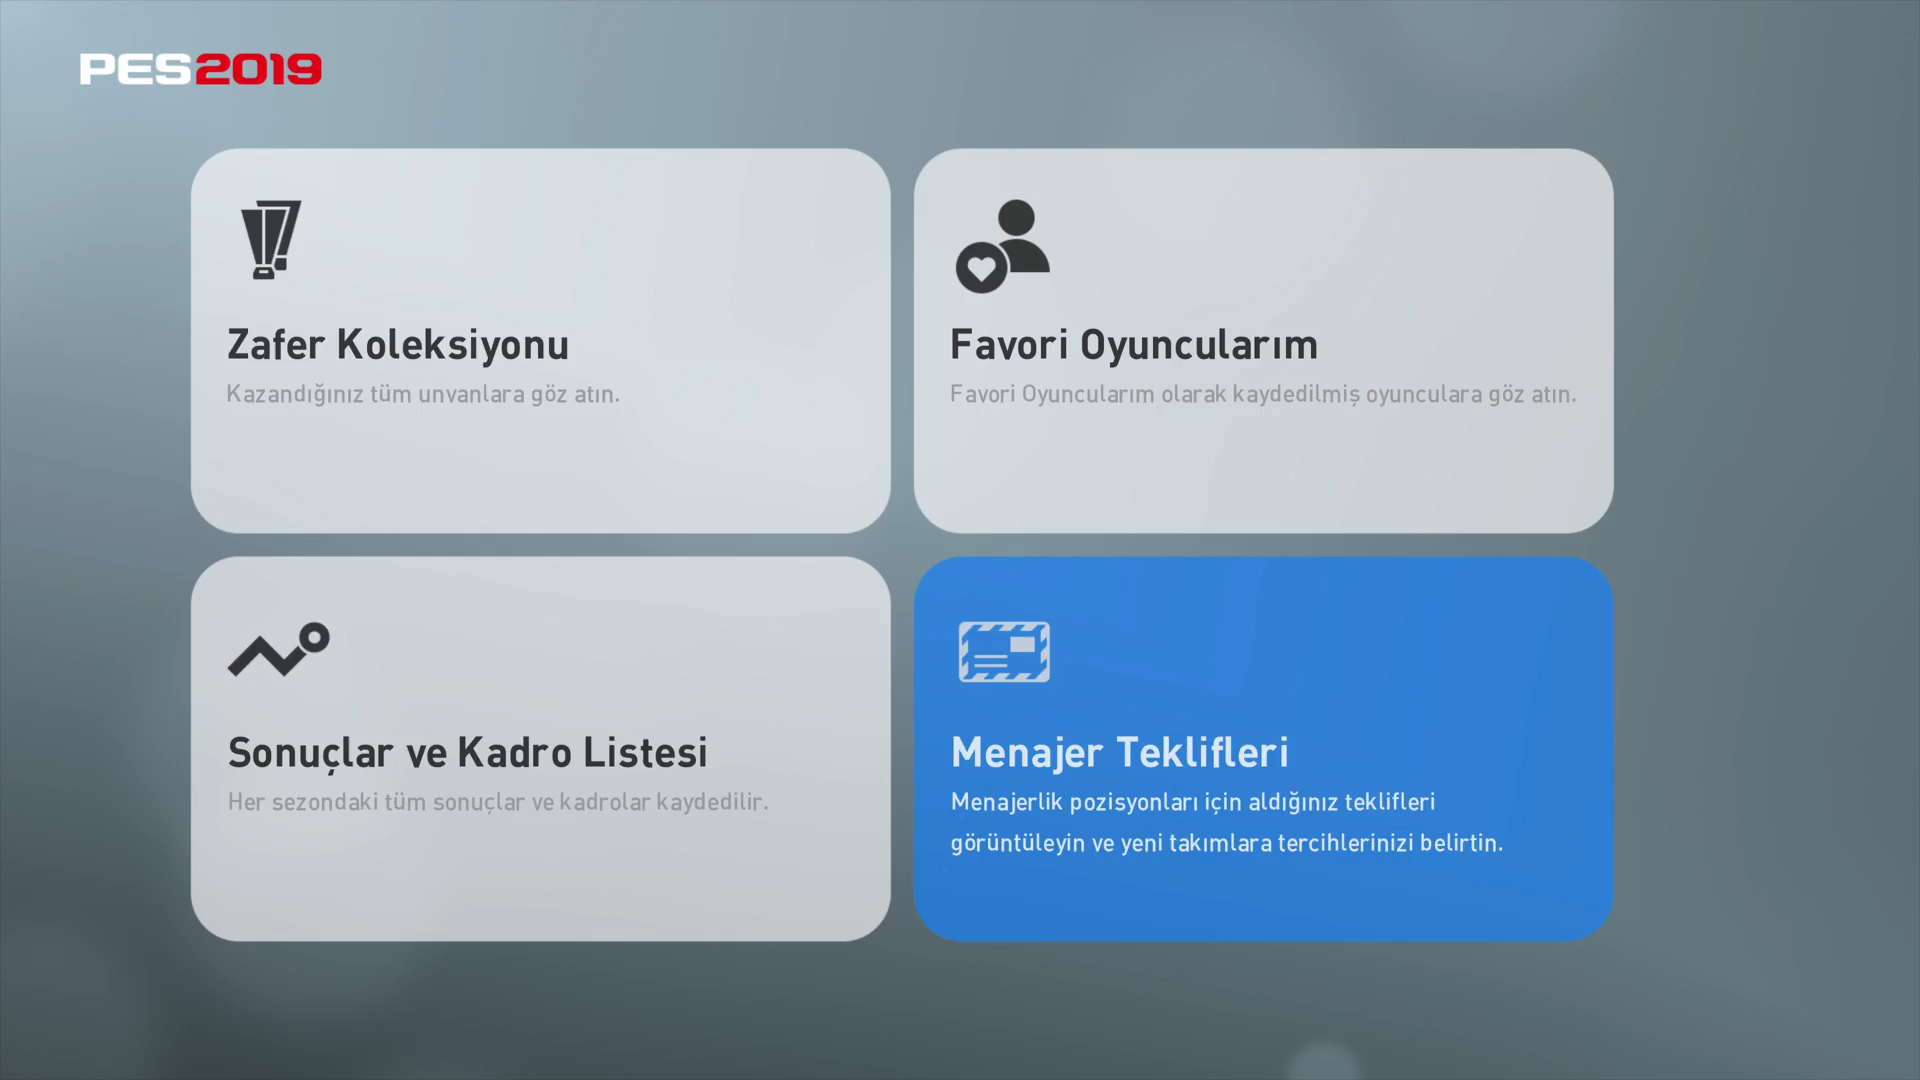 PES2019
Zafer Koleksiyonu
Kazandığınız tüm unvanlara göz atın.
Favori Oyuncularım
Favori Oyuncularım olarak kaydedilmiş oyunculara göz atın.
Sonuçlar ve Kadro Listesi
Her sezondaki tüm sonuçlar ve kadrolar kaydedilir.
Menajer Teklifleri
Menajerlik pozisyonları için aldığınız teklifleri
görüntüleyin ve yeni takımlara tercihlerinizi belirtin.